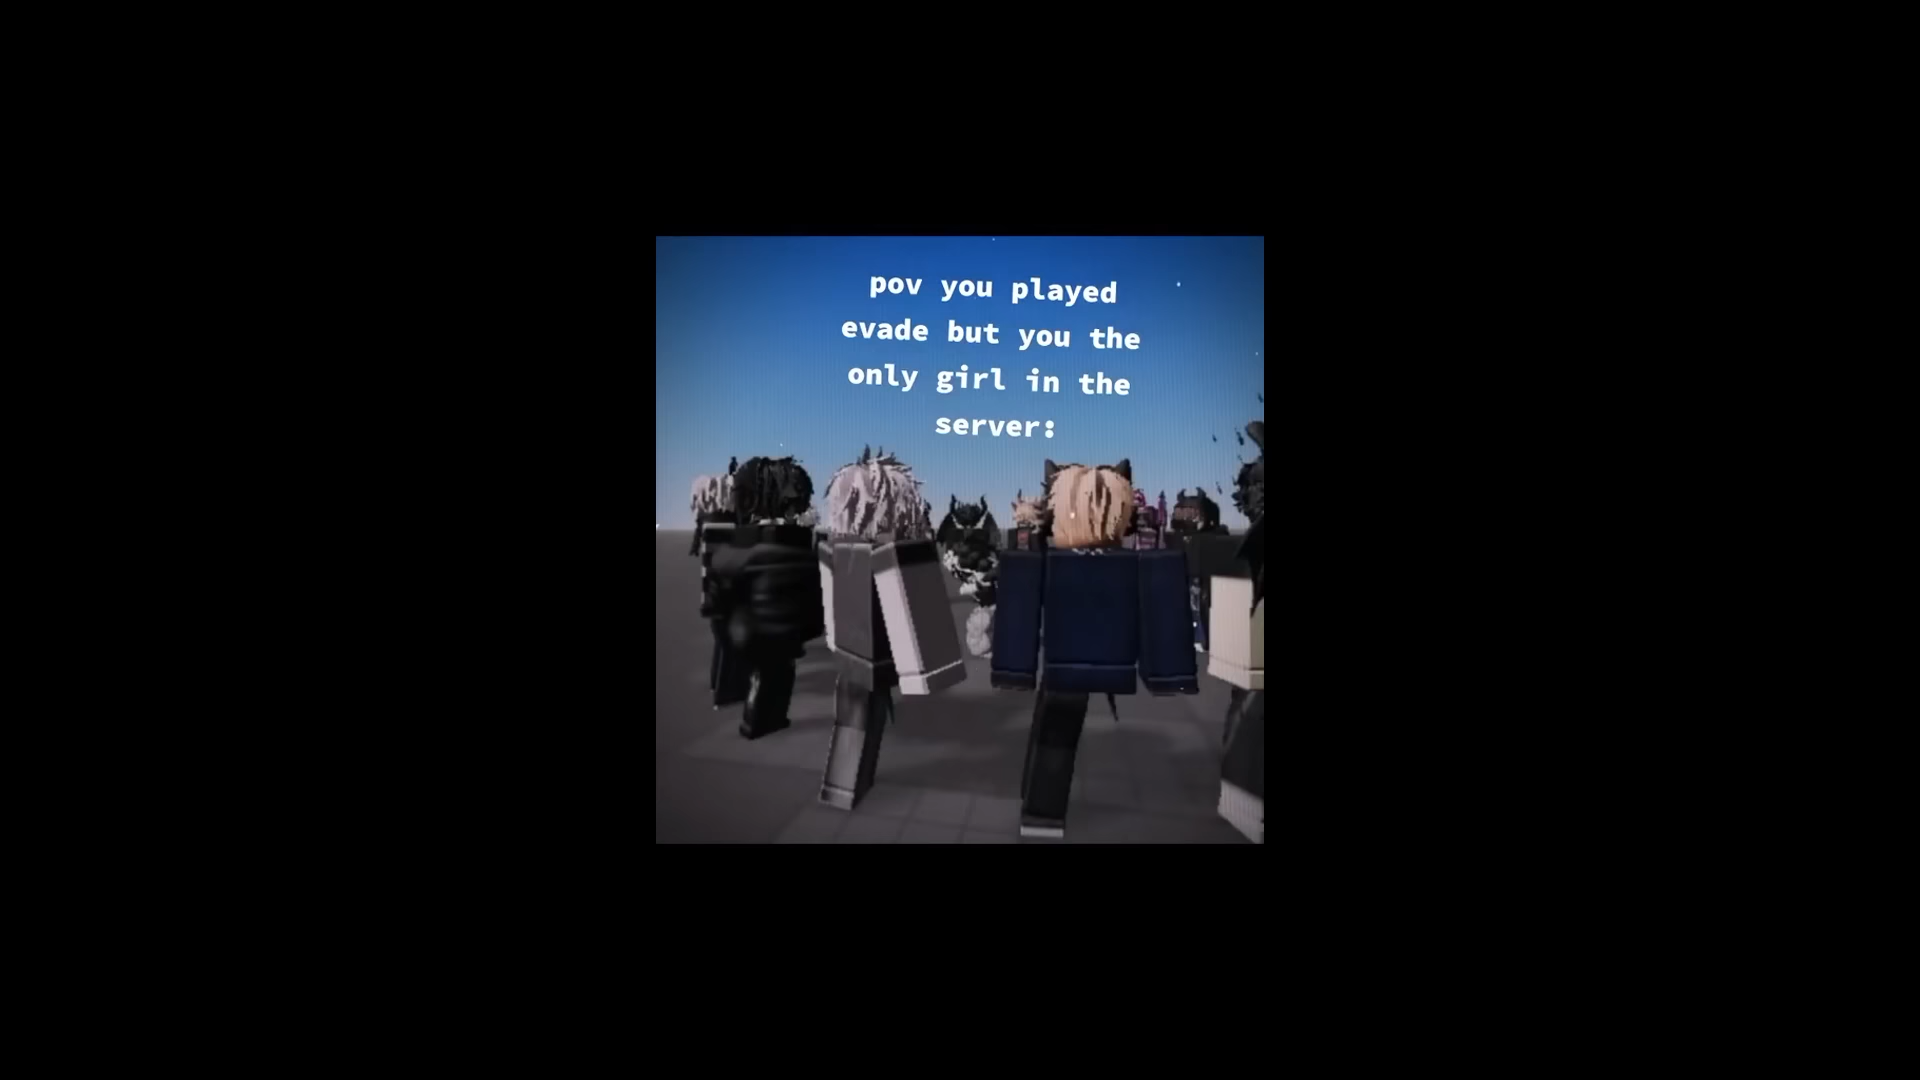 pov you played
evade but you the
only girl in the
server: